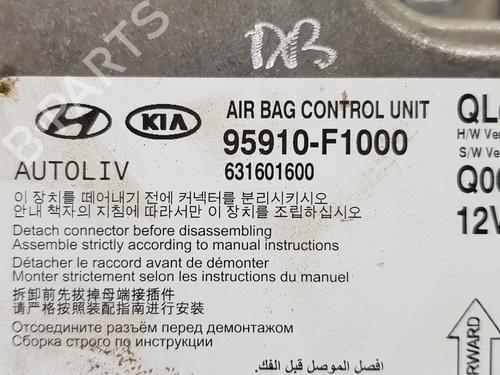 DB
B PARTS
KIA
AIR BAG CONTROL UNIT
95910-F1000
AUTOLIV
631601600
QL
H/W Ver
S/W Ver
12V
이 장치를 떼어내기 전에 커넥터를 분리시키시오
안내 책자의 지침에 따라서만 이 장치를 조립하십시오
Detach connector before disassembling
Assemble strictly according to manual instructions
Détacher le raccord avant de démonter
Monter strictement selon les instructions du manuel
拆卸前先拔掉母端接插件
请严格按照装配指南进行安装
Отсоедините разъём перед демонтажом
Сборка строго по инструкции
افصل الموصل قبل الفك.
FORWARD